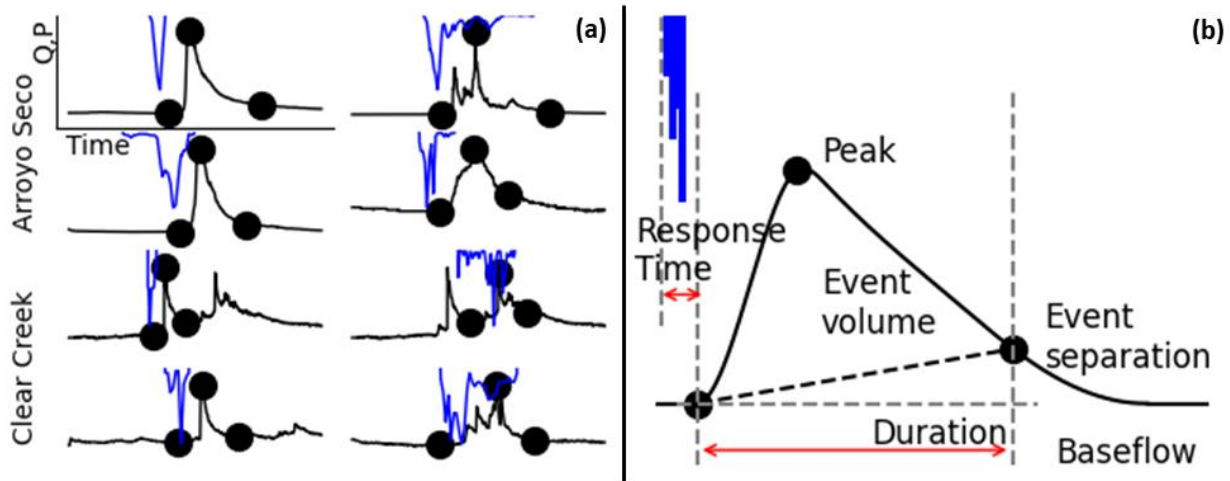 (a)
Q,P
Time
Arroyo Seco
Clear Creek
(b)
Peak
Response
Time
Event
volume
Event
separation
Duration
Baseflow